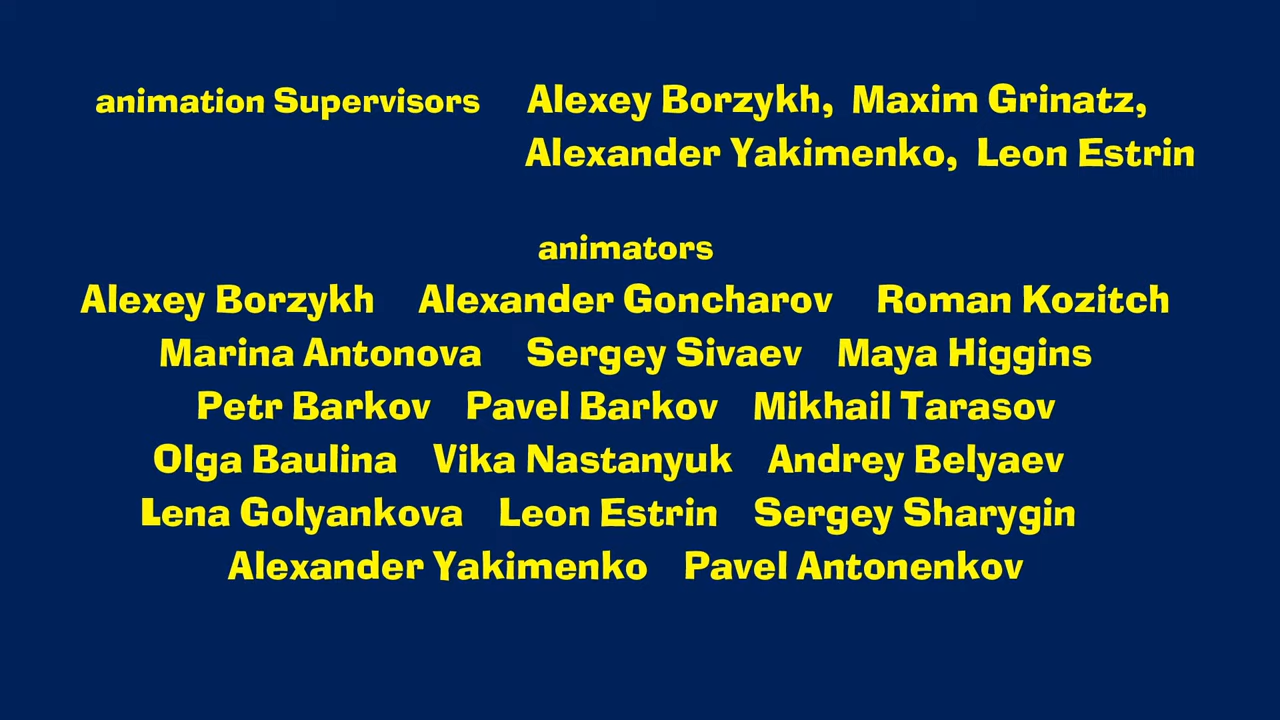 animation Supervisors Alexey Borzykh, Maxim Grinatz,
Alexander Yakimenko, Leon Estrin
animators
Alexey Borzykh Alexander Goncharov Roman Kozitch
Marina Antonova Sergey Sivaev Maya Higgins
Petr Barkov Pavel Barkov Mikhail Tarasov
Olga Baulina Vika Nastanyuk Andrey Belyaev
Lena Golyankova Leon Estrin Sergey Sharygin
Alexander Yakimenko Pavel Antonenkov